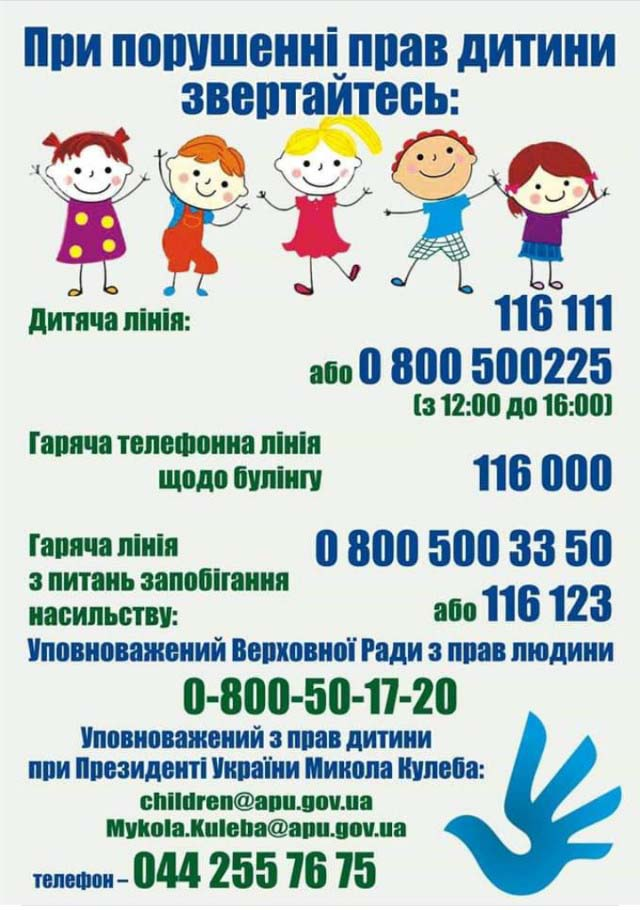 При порушенні прав дитини
звертайтесь:
Дитяча лінія: 116 111
або 0 800 500225
(з 12:00 до 16:00)
Гаряча телефонна лінія
щодо булінгу 116 000
Гаряча лінія 0 800 500 33 50
з питань запобігання
насильству: або 116 123
Уповноважений Верховної Ради з прав людини
0-800-50-17-20
Уповноважений з прав дитини
при Президенті України Микола Кулеба:
children@apu.gov.ua
Mykola.Kuleba@apu.gov.ua
телефон – 044 255 76 75